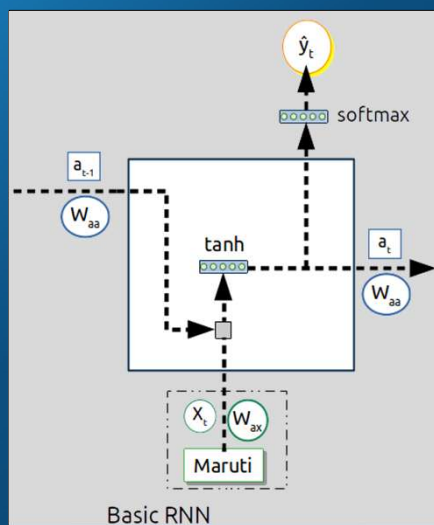 ŷt
softmax
at-1
Waa
tanh
at
Waa
Xt
Wax
Maruti
Basic RNN